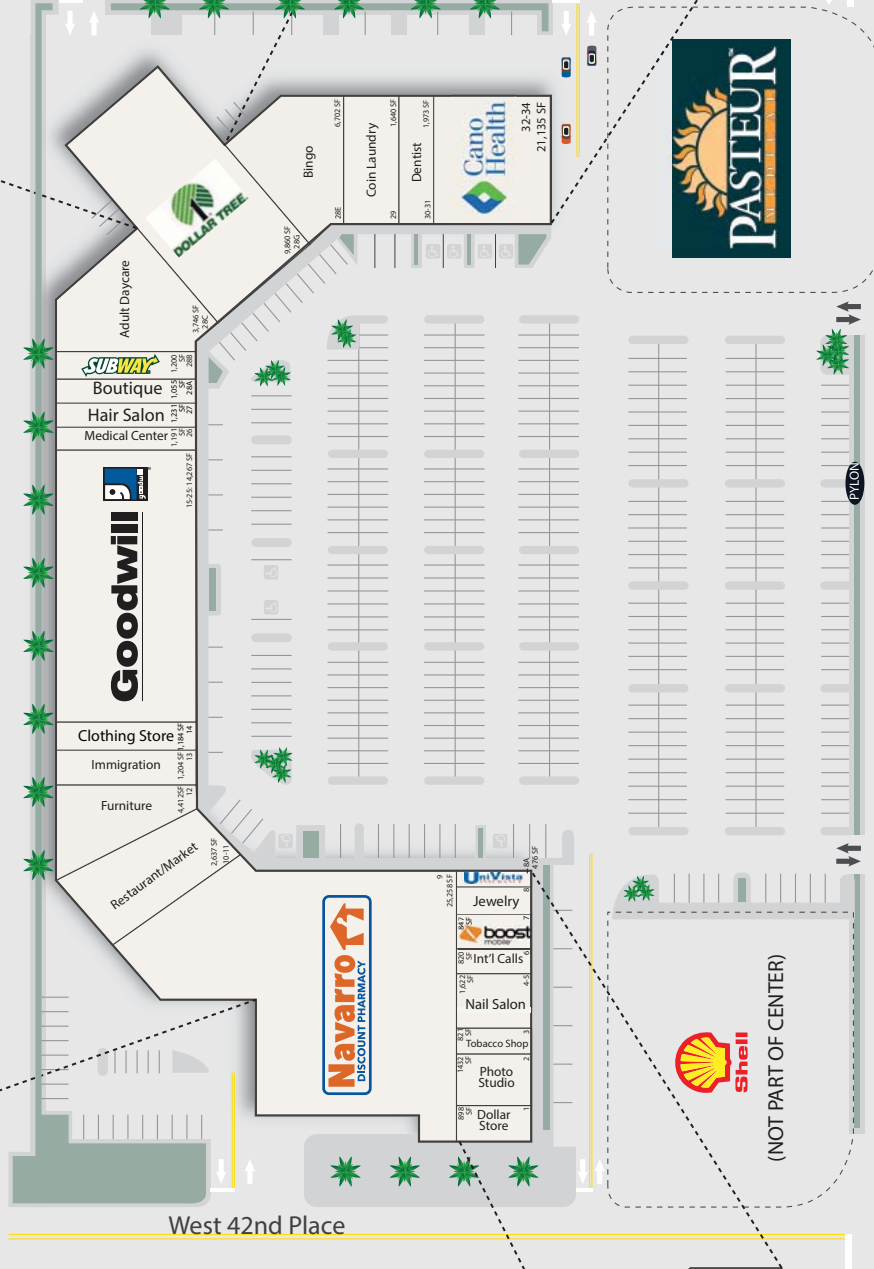 Bingo
6,702 SF
28E
Coin Laundry
1,640 SF
29
Dentist
1,973 SF
30-31
Cano
Health
32-34
21,135 SF
PASTEUR
™
MEDICAL
1
DOLLAR TREE
9,860 SF
28G
Adult Daycare
3,746 SF
28C
SUBWAY
1,200
SF
28B
Boutique
1,055
SF
28A
Hair Salon
1,231
SF
27
Medical Center
1,191
SF
26
15-25: 14,267 SF
g
goodwill
Goodwill
PYLON
Clothing Store
1,184 SF
14
Immigration
1,204 SF
13
Furniture
4,412SF
12
Restaurant/Market
2,637 SF
10-11
Navarro
DISCOUNT PHARMACY
9
25,258 SF
UniVista
8A
476 SF
Jewelry
8
847
SF
boost
mobile
7
820
SF
Int'l Calls
6
1,622
SF
Nail Salon
4-5
821
SF
Tobacco Shop
3
1432
SF
Photo
Studio
2
898
SF
Dollar
Store
1
Shell
(NOT PART OF CENTER)
West 42nd Place